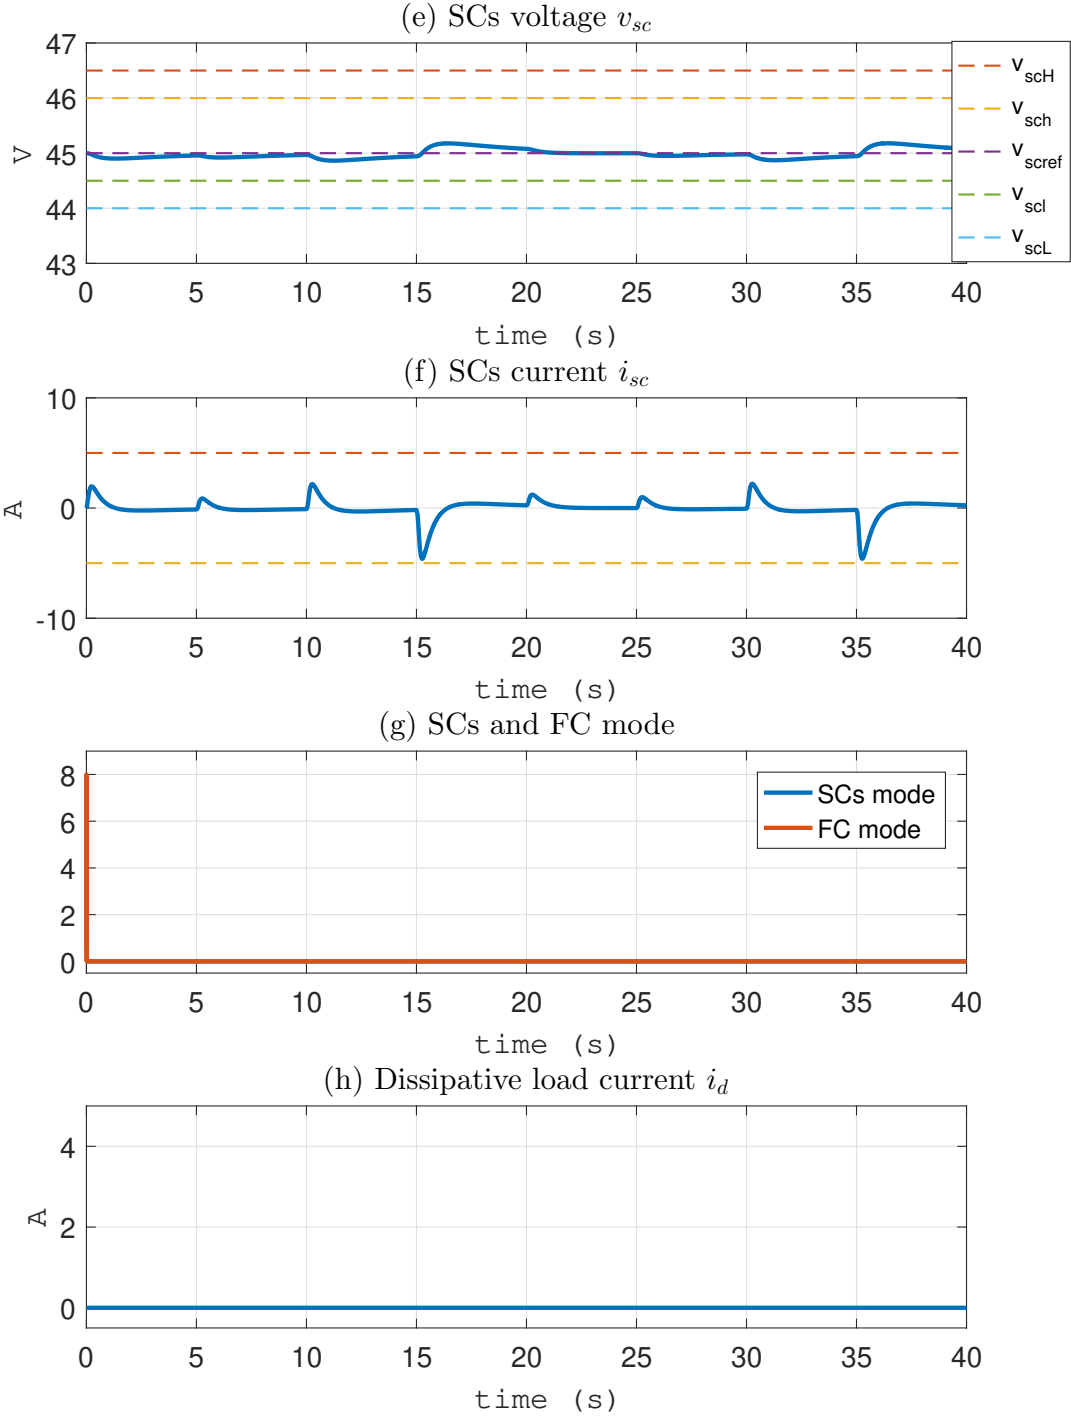 (e) SCs voltage v_sc
47
46
45
44
43
V
0 5 10 15 20 25 30 35 40
time (s)
v_scH
v_sch
v_scref
v_scl
v_scL
(f) SCs current i_sc
10
0
-10
A
0 5 10 15 20 25 30 35 40
time (s)
(g) SCs and FC mode
8
6
4
2
0
SCs mode
FC mode
0 5 10 15 20 25 30 35 40
time (s)
(h) Dissipative load current i_d
4
2
0
A
0 5 10 15 20 25 30 35 40
time (s)